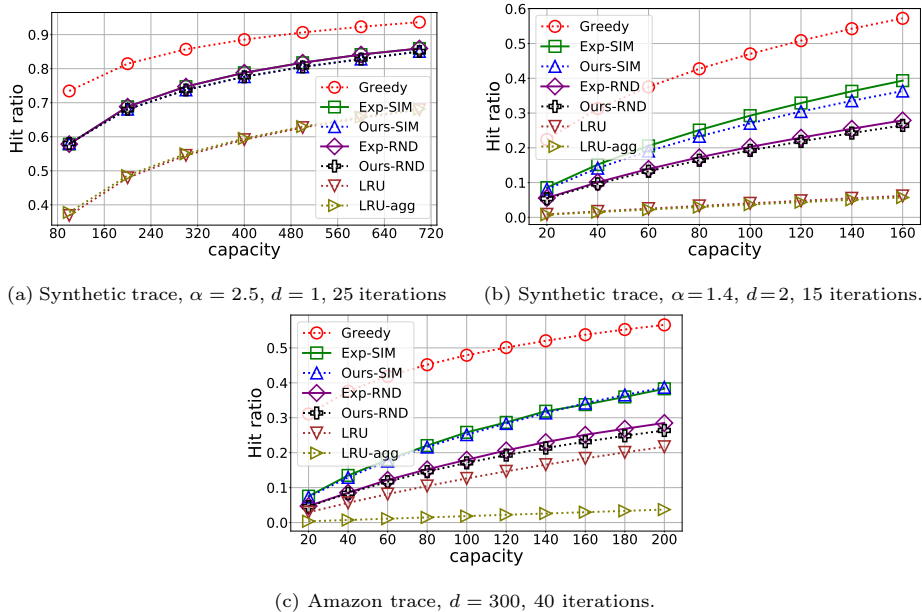 0.9
0.8
0.7
0.6
0.5
0.4
Hit ratio
80 160 240 320 400 480 560 640 720
capacity
Greedy
Exp-SIM
Ours-SIM
Exp-RND
Ours-RND
LRU
LRU-agg
(a) Synthetic trace, α = 2.5, d = 1, 25 iterations
0.6
0.5
0.4
0.3
0.2
0.1
0.0
Hit ratio
20 40 60 80 100 120 140 160
capacity
Greedy
Exp-SIM
Ours-SIM
Exp-RND
Ours-RND
LRU
LRU-agg
(b) Synthetic trace, α=1.4, d=2, 15 iterations.
0.5
0.4
0.3
0.2
0.1
0.0
Hit ratio
20 40 60 80 100 120 140 160 180 200
capacity
Greedy
Exp-SIM
Ours-SIM
Exp-RND
Ours-RND
LRU
LRU-agg
(c) Amazon trace, d = 300, 40 iterations.